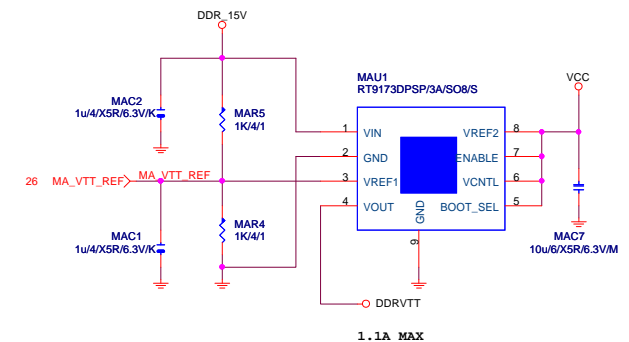 DDR_15V
MAC2
1u/4/X5R/6.3V/K
MAR5
1K/4/1
MAU1
RT9173DPSP/3A/SO8/S
VCC
1 VIN VREF2 8
2 GND ENABLE 7
3 VREF1 VCNTL 6
4 VOUT BOOT_SEL 5
GND
9
26 MA_VTT_REF MA_VTT_REF
MAC1
1u/4/X5R/6.3V/K
MAR4
1K/4/1
MAC7
10u/6/X5R/6.3V/M
DDRVTT
1.1A MAX